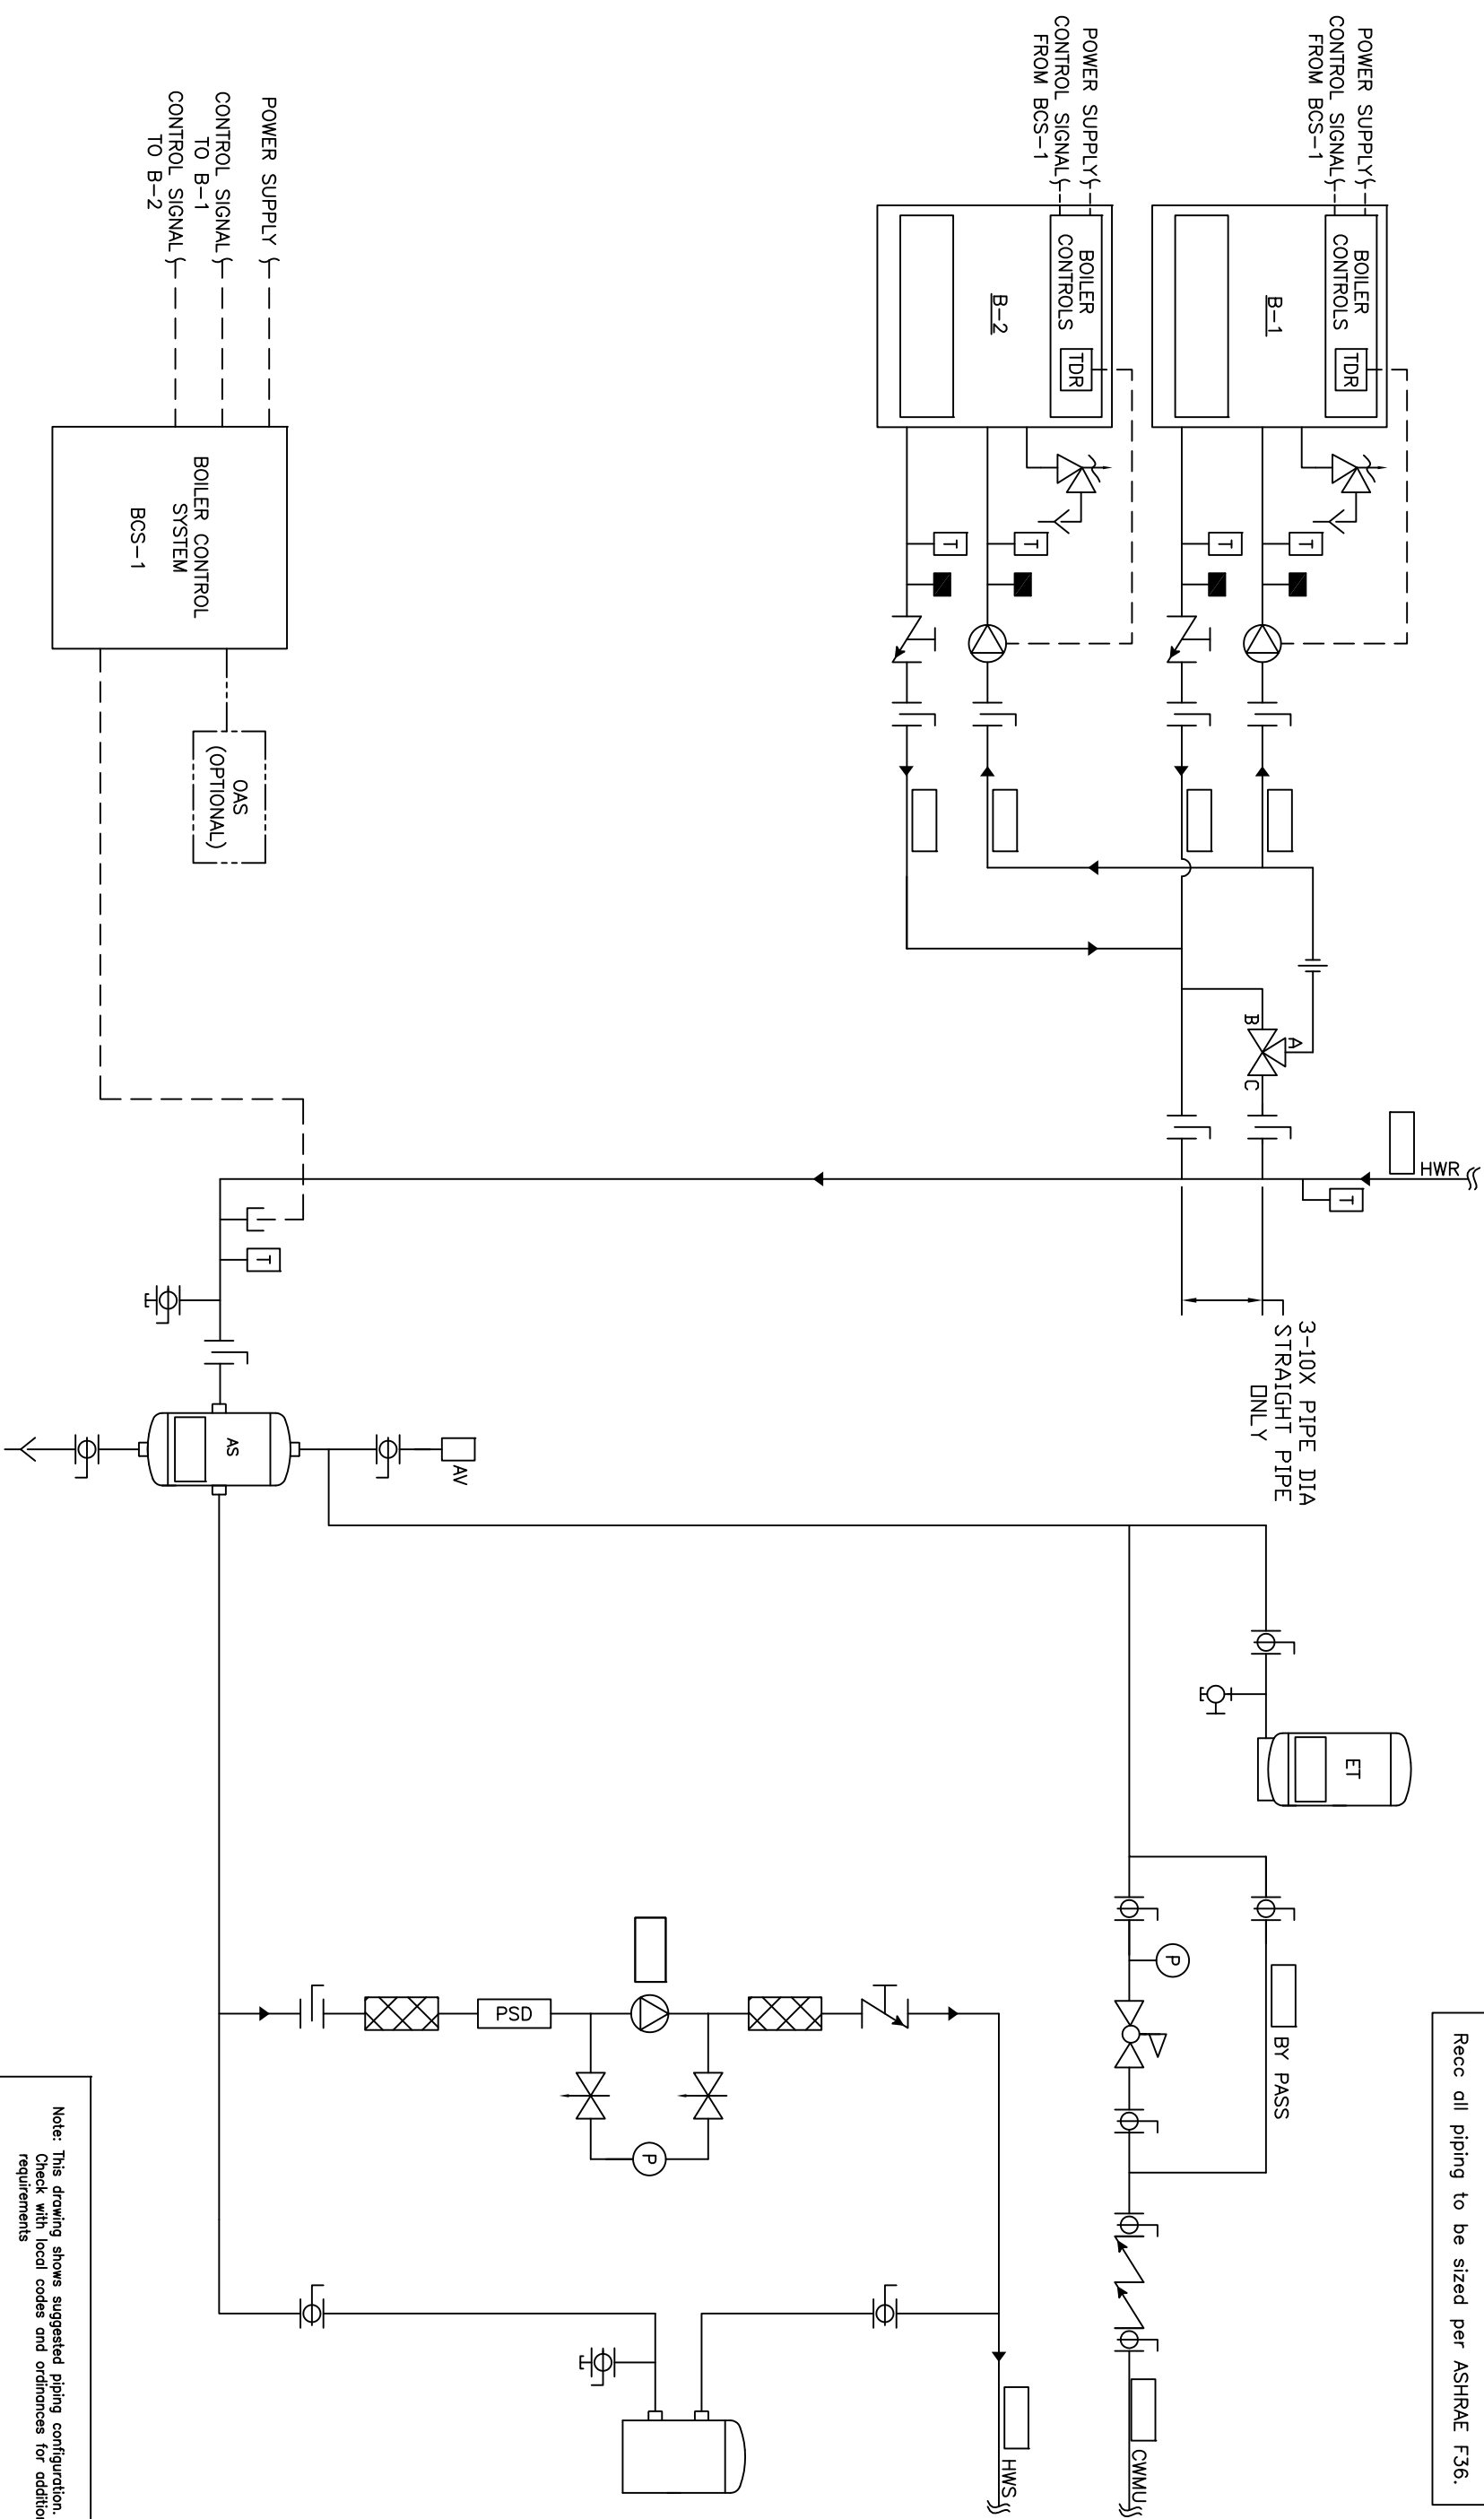 Recc all piping to be sized per ASHRAE F36.
POWER SUPPLY
CONTROL SIGNAL
FROM BCS-1
BOILER
CONTROLS
TDR
B-1
T
T
POWER SUPPLY
CONTROL SIGNAL
FROM BCS-1
BOILER
CONTROLS
TDR
B-2
T
T
A
B
C
HWR
T
3-10X PIPE DIA
STRAIGHT PIPE
ONLY
ET
BY PASS
P
CWMU
HWS
POWER SUPPLY
CONTROL SIGNAL
TO B-1
CONTROL SIGNAL
TO B-2
BOILER CONTROL
SYSTEM
BCS-1
OAS
(OPTIONAL)
T
AV
AS
PSD
P
Note: This drawing shows suggested piping configuration.
Check with local codes and ordinances for addition
requirements